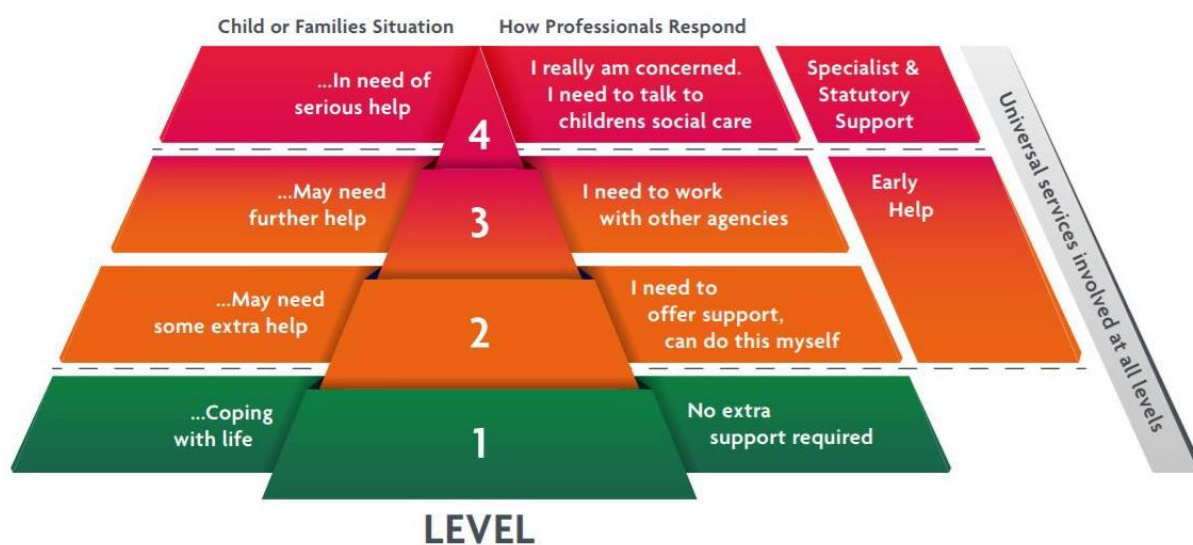 Child or Families Situation
How Professionals Respond
...In need of
serious help
4
I really am concerned.
I need to talk to
childrens social care
Specialist &
Statutory
Support
...May need
further help
3
I need to work
with other agencies
Early
Help
...May need
some extra help
2
I need to
offer support,
can do this myself
...Coping
with life
1
No extra
support required
Universal services involved at all levels
LEVEL